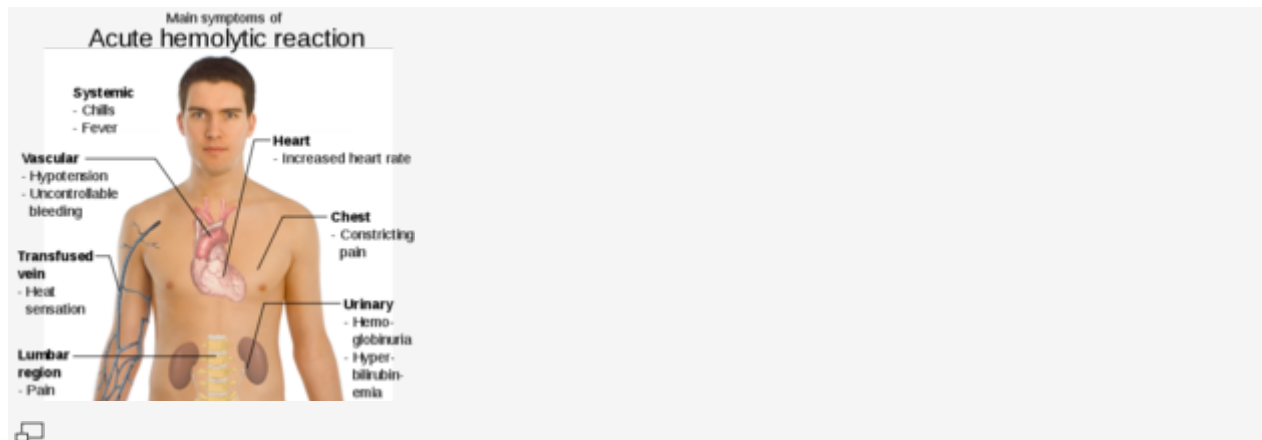 Main symptoms of
Acute hemolytic reaction
Systemic
- Chills
- Fever
Heart
- Increased heart rate
Vascular
- Hypotension
- Uncontrollable
bleeding
Chest
- Constricting
pain
Transfused
vein
- Heat
sensation
Urinary
- Hemo-
globinuria
- Hyper-
bilirubin-
emia
Lumbar
region
- Pain